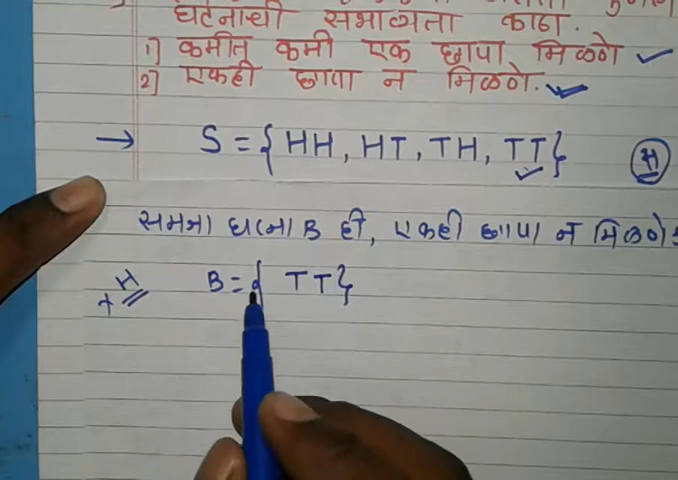 घटनाची संभाव्यता काढा.
1) कमीत कमी एक छापा मिळणे
2) एकही छापा न मिळणे.
→ S = { HH, HT, TH, TT }
समजा घटना B ही, एकही छापा न मिळणे
H B = { TT }